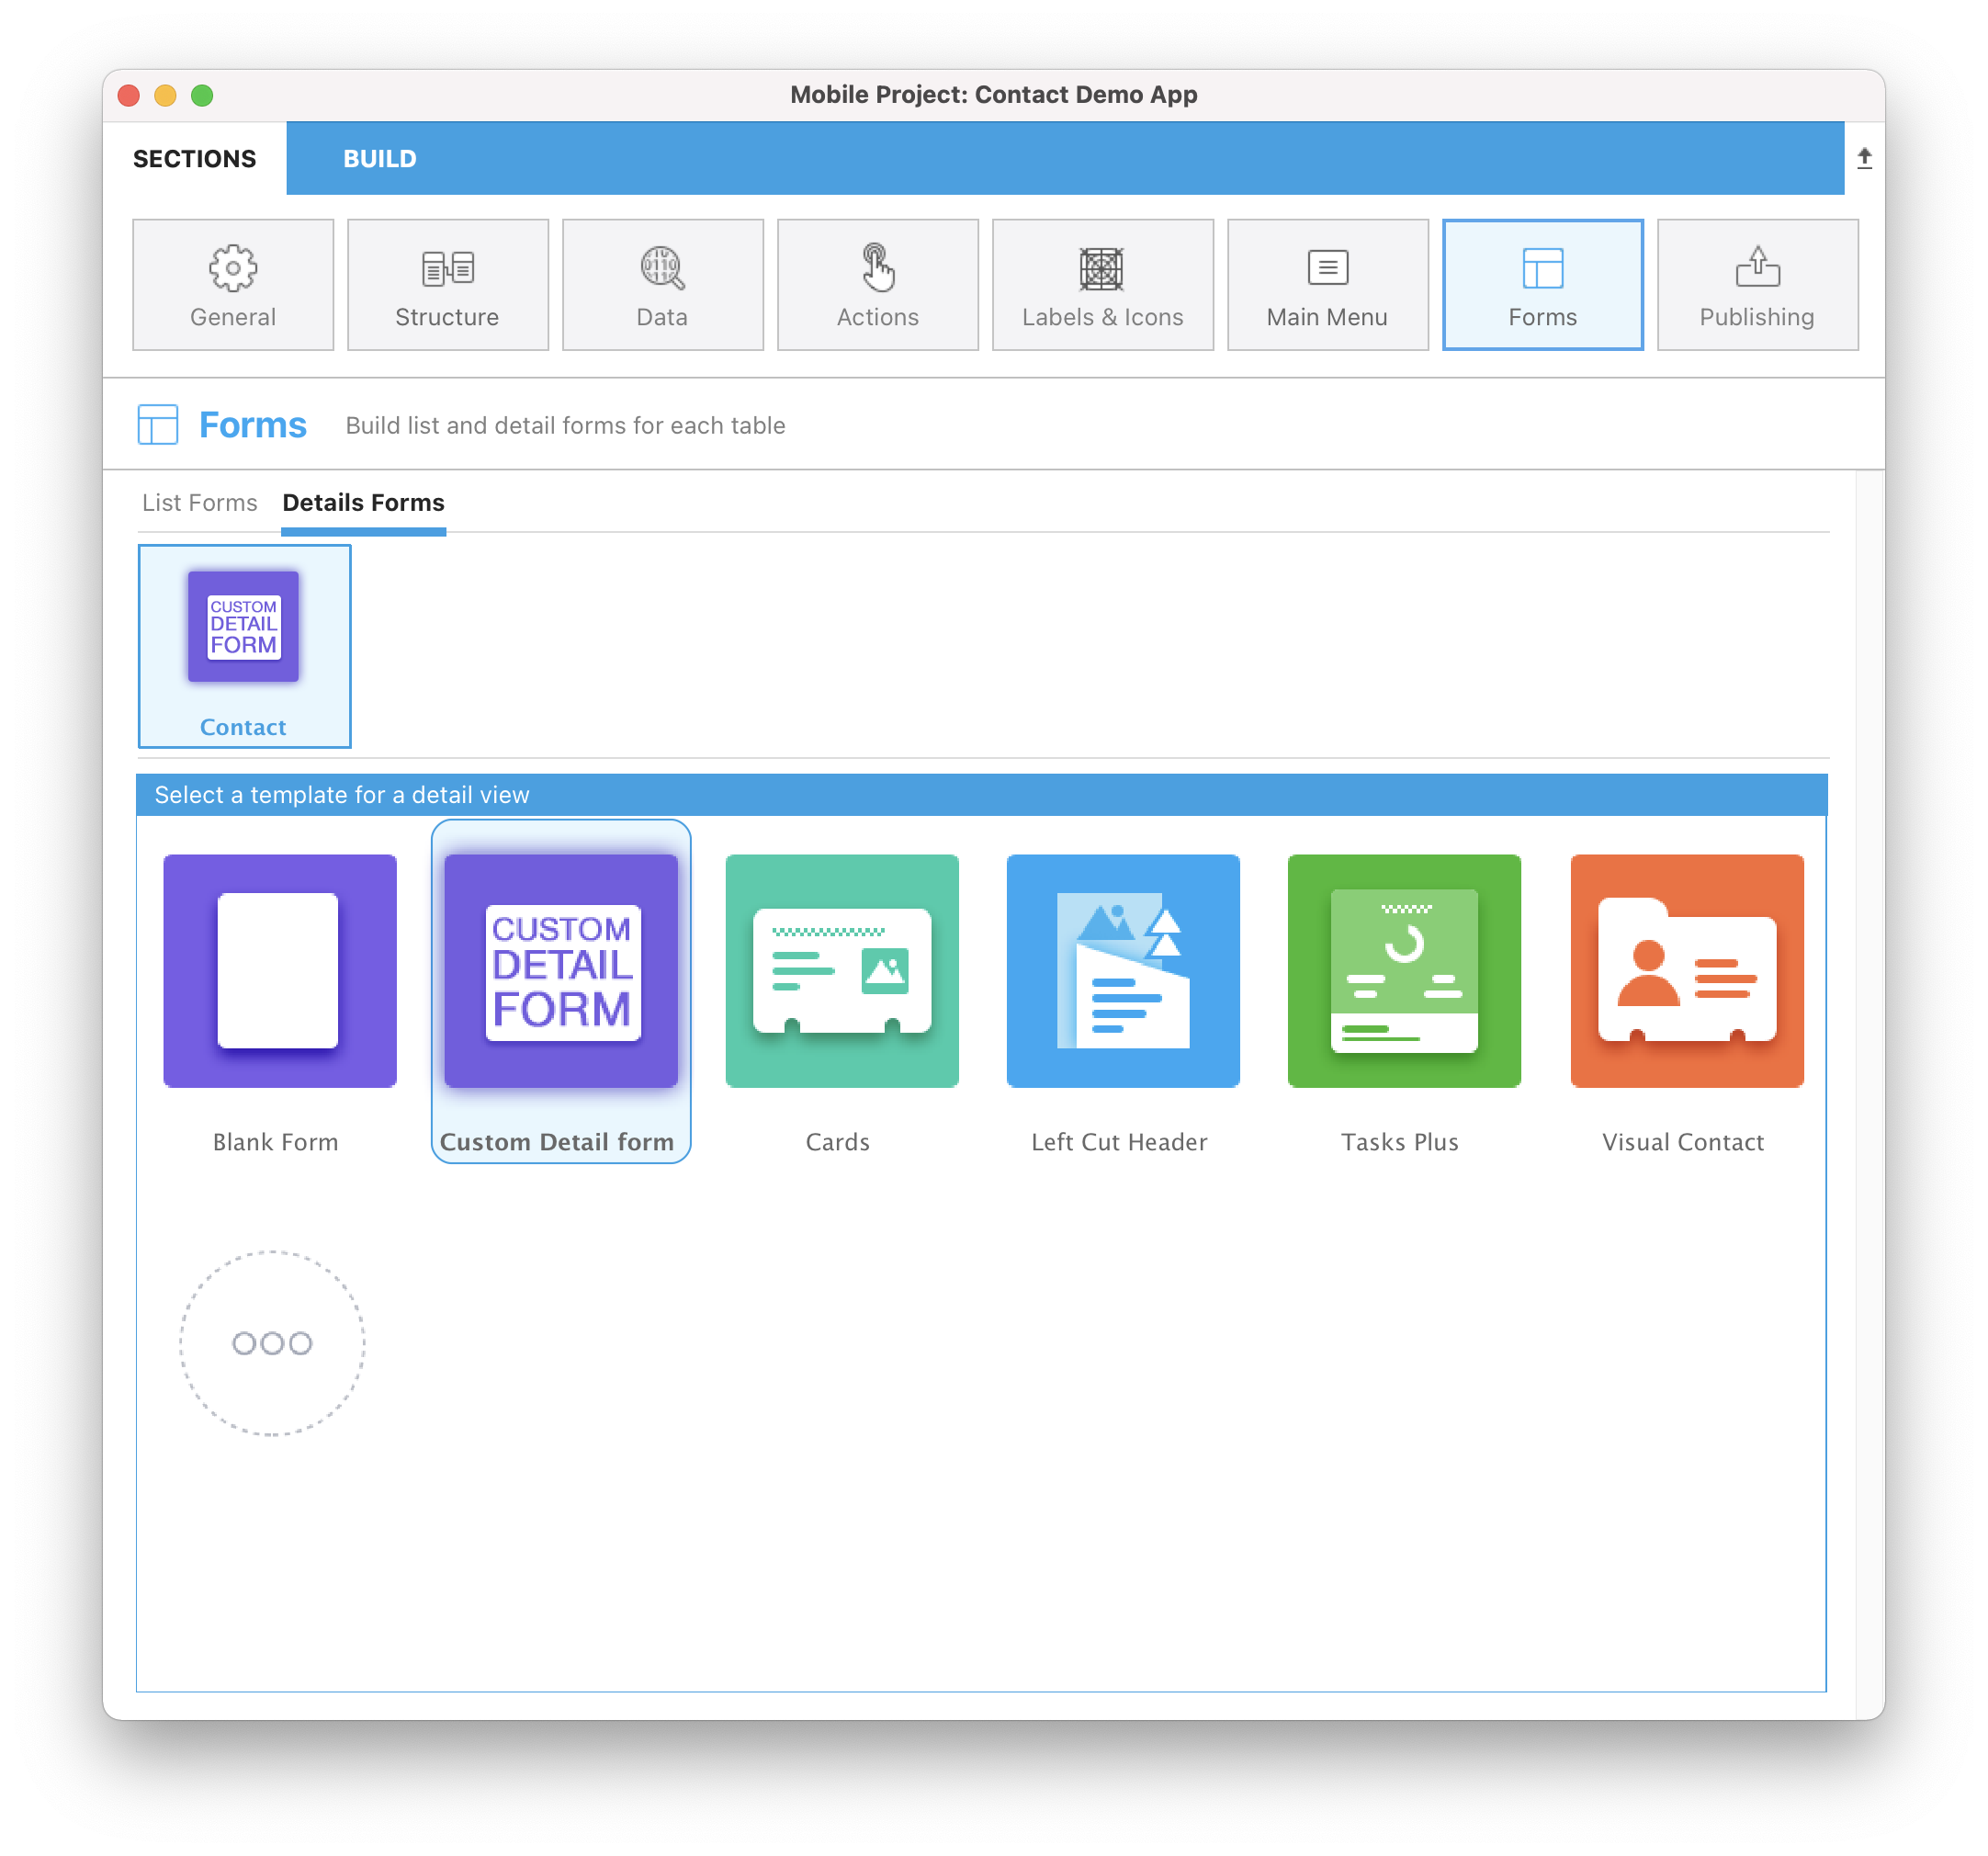 Mobile Project: Contact Demo App
SECTIONS
BUILD
General
Structure
Data
Actions
Labels & Icons
Main Menu
Forms
Publishing
Forms
Build list and detail forms for each table
List Forms
Details Forms
CUSTOM
DETAIL
FORM
Contact
Select a template for a detail view
CUSTOM
DETAIL
FORM
Blank Form
Custom Detail form
Cards
Left Cut Header
Tasks Plus
Visual Contact